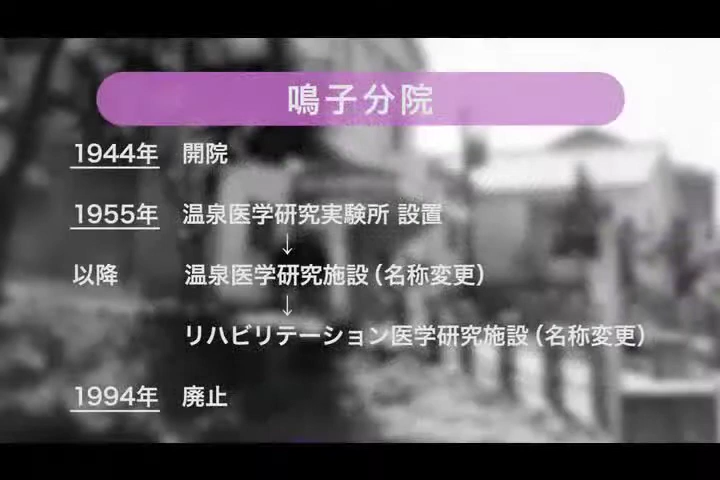 鳴子分院
1944年 開院
1955年 温泉医学研究実験所 設置
↓
以降 温泉医学研究施設（名称変更）
↓
リハビリテーション医学研究施設（名称変更）
1994年 廃止